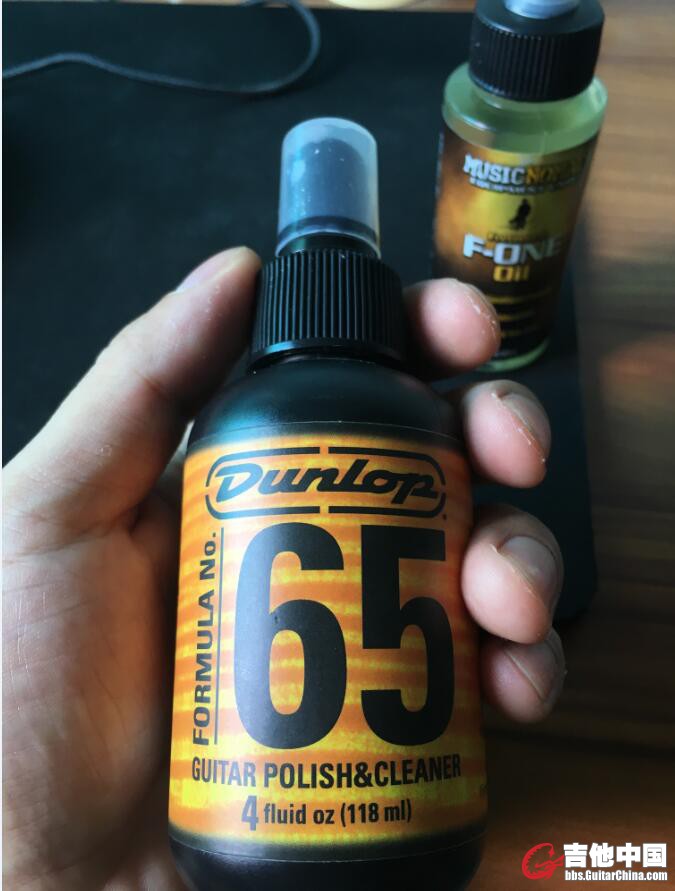 MUSICNOMAD
F-ONE
Oil
Dunlop
FORMULA No.
65
GUITAR POLISH&CLEANER
4 fluid oz (118 ml)
吉他中国
bbs.GuitarChina.com